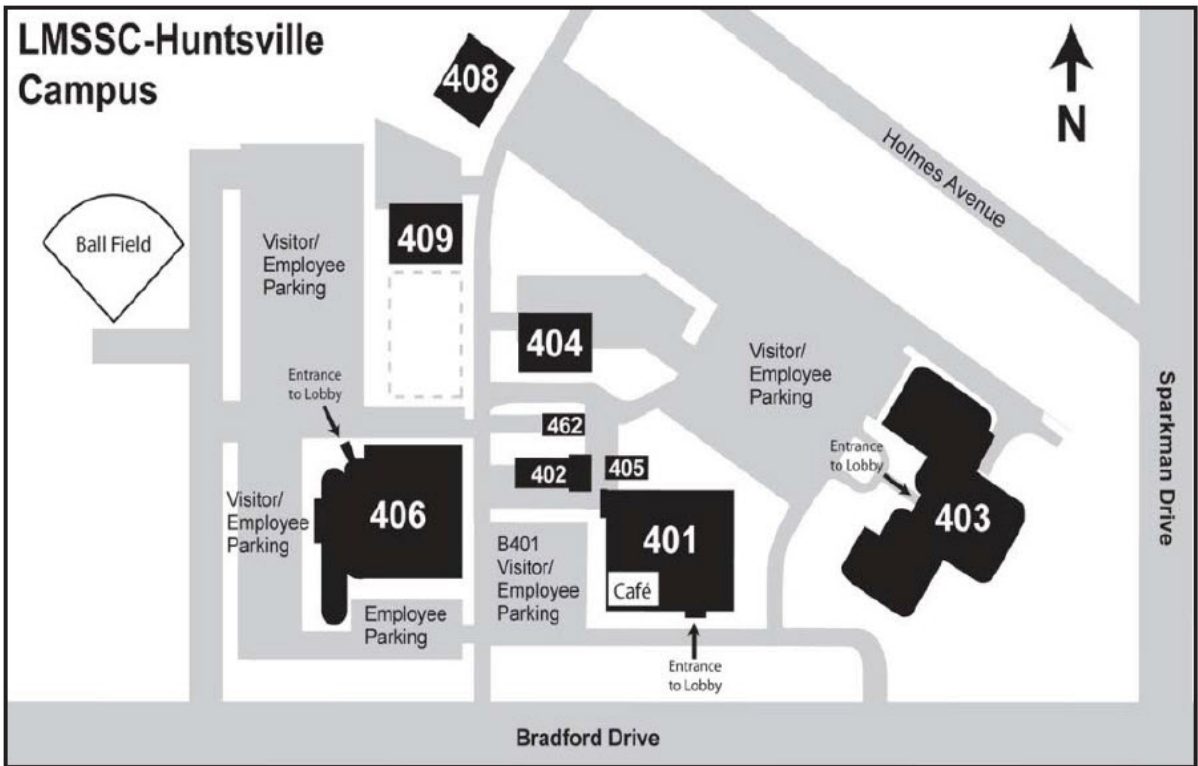 LMSSC-Huntsville
Campus
408
N
Holmes Avenue
Ball Field
Visitor/
Employee
Parking
409
404
Visitor/
Employee
Parking
Sparkman Drive
Entrance
to Lobby
462
402
405
Entrance
to Lobby
403
Visitor/
Employee
Parking
406
B401
Visitor/
Employee
Parking
401
Café
Employee
Parking
Entrance
to Lobby
Bradford Drive